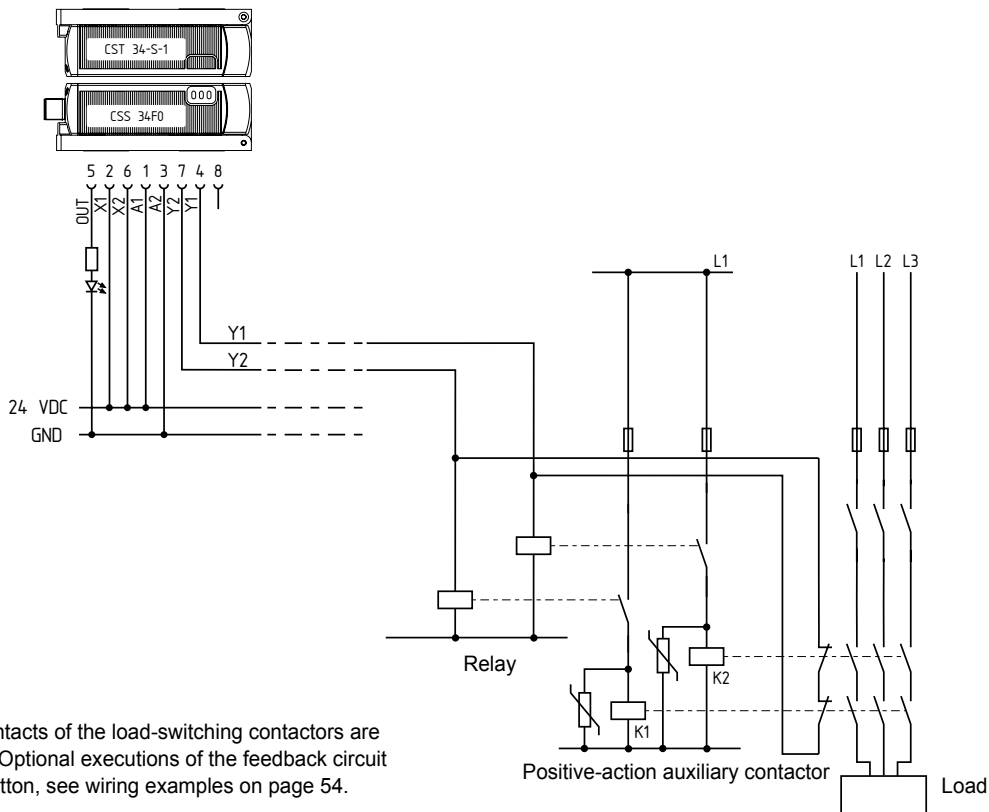 CST 34-S-1
000
CSS 34F0
5 2 6 1 3 7 4 8
OUT X1 X2 A1 A2 Y2 Y1
L1
L1 L2 L3
Y1
Y2
24 VDC
GND
Relay
K2
K1
ntacts of the load-switching contactors are
Optional executions of the feedback circuit
tton, see wiring examples on page 54.
Positive-action auxiliary contactor
Load